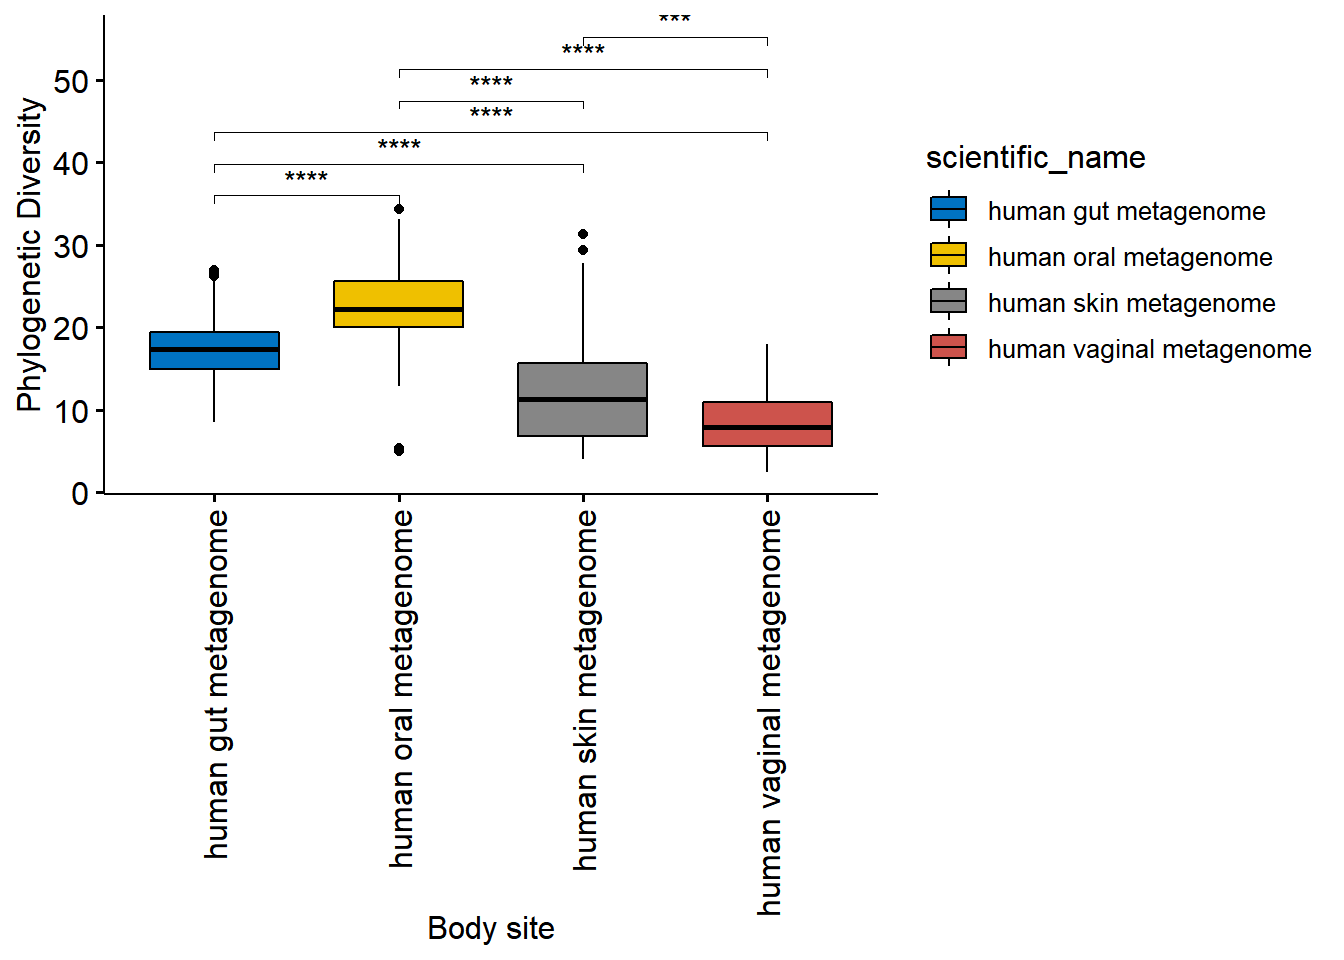 Phylogenetic Diversity
50
40
30
20
10
0
***
****
****
****
****
****
human gut metagenome
human oral metagenome
human skin metagenome
human vaginal metagenome
Body site
scientific_name
human gut metagenome
human oral metagenome
human skin metagenome
human vaginal metagenome